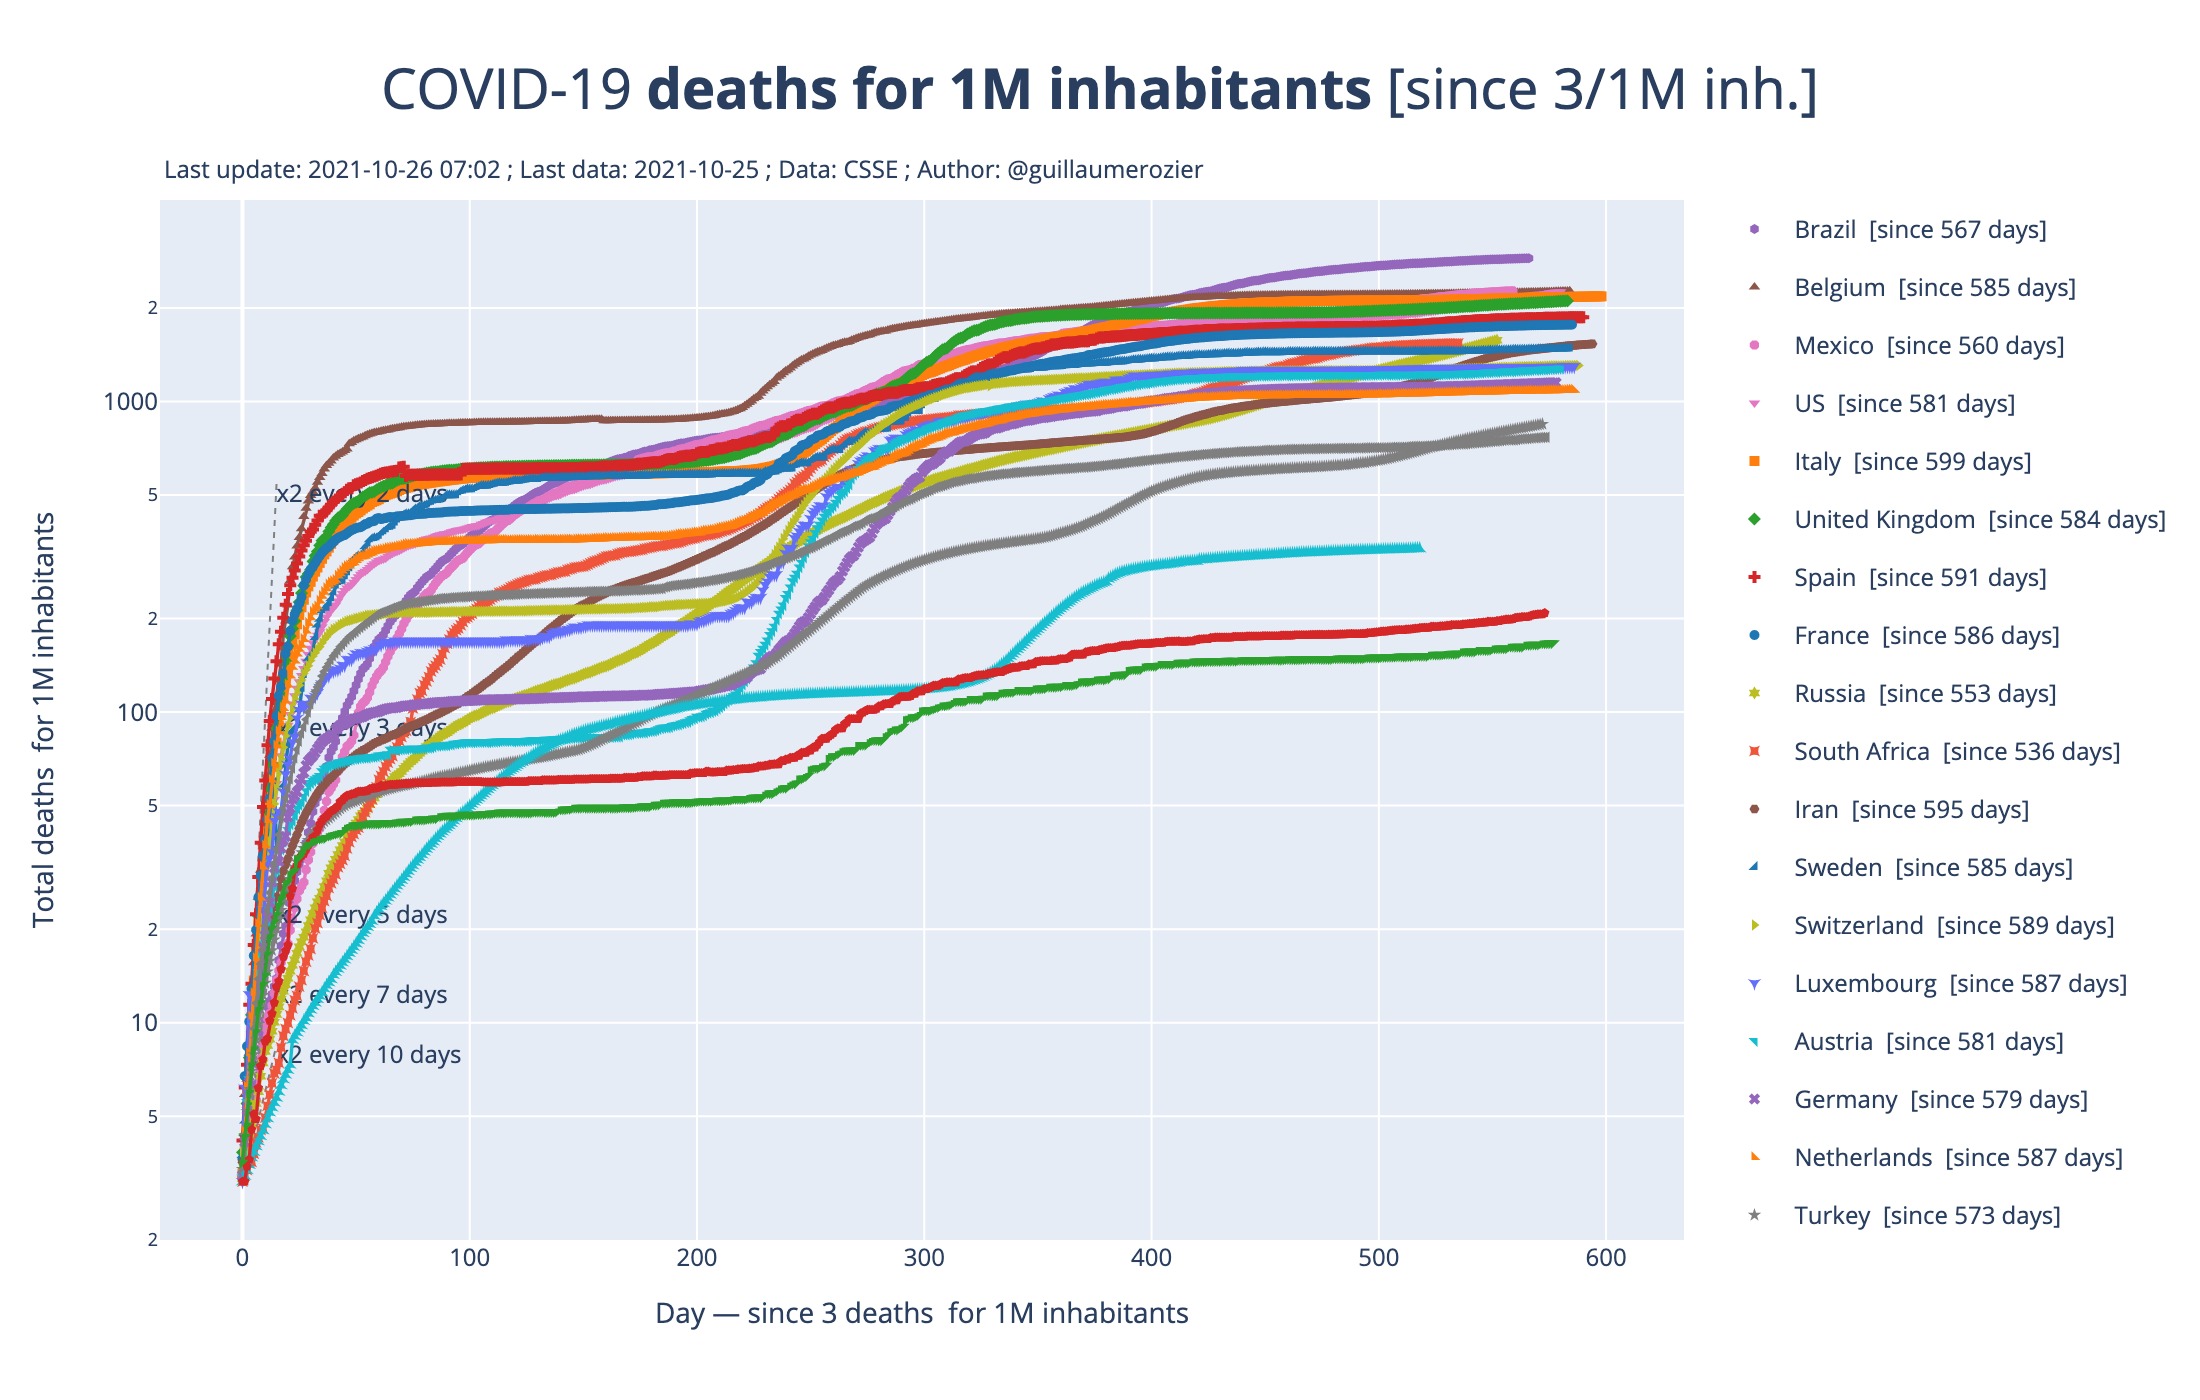 COVID-19 deaths for 1M inhabitants [since 3/1M inh.]
Last update: 2021-10-26 07:02 ; Last data: 2021-10-25 ; Data: CSSE ; Author: @guillaumerozier
Total deaths for 1M inhabitants
2
1000
5
2
100
5
2
10
5
2
x2 every 2 days
x2 every 3 days
x2 every 5 days
x2 every 7 days
x2 every 10 days
0 100 200 300 400 500 600
Day — since 3 deaths for 1M inhabitants
Brazil [since 567 days]
Belgium [since 585 days]
Mexico [since 560 days]
US [since 581 days]
Italy [since 599 days]
United Kingdom [since 584 days]
Spain [since 591 days]
France [since 586 days]
Russia [since 553 days]
South Africa [since 536 days]
Iran [since 595 days]
Sweden [since 585 days]
Switzerland [since 589 days]
Luxembourg [since 587 days]
Austria [since 581 days]
Germany [since 579 days]
Netherlands [since 587 days]
Turkey [since 573 days]